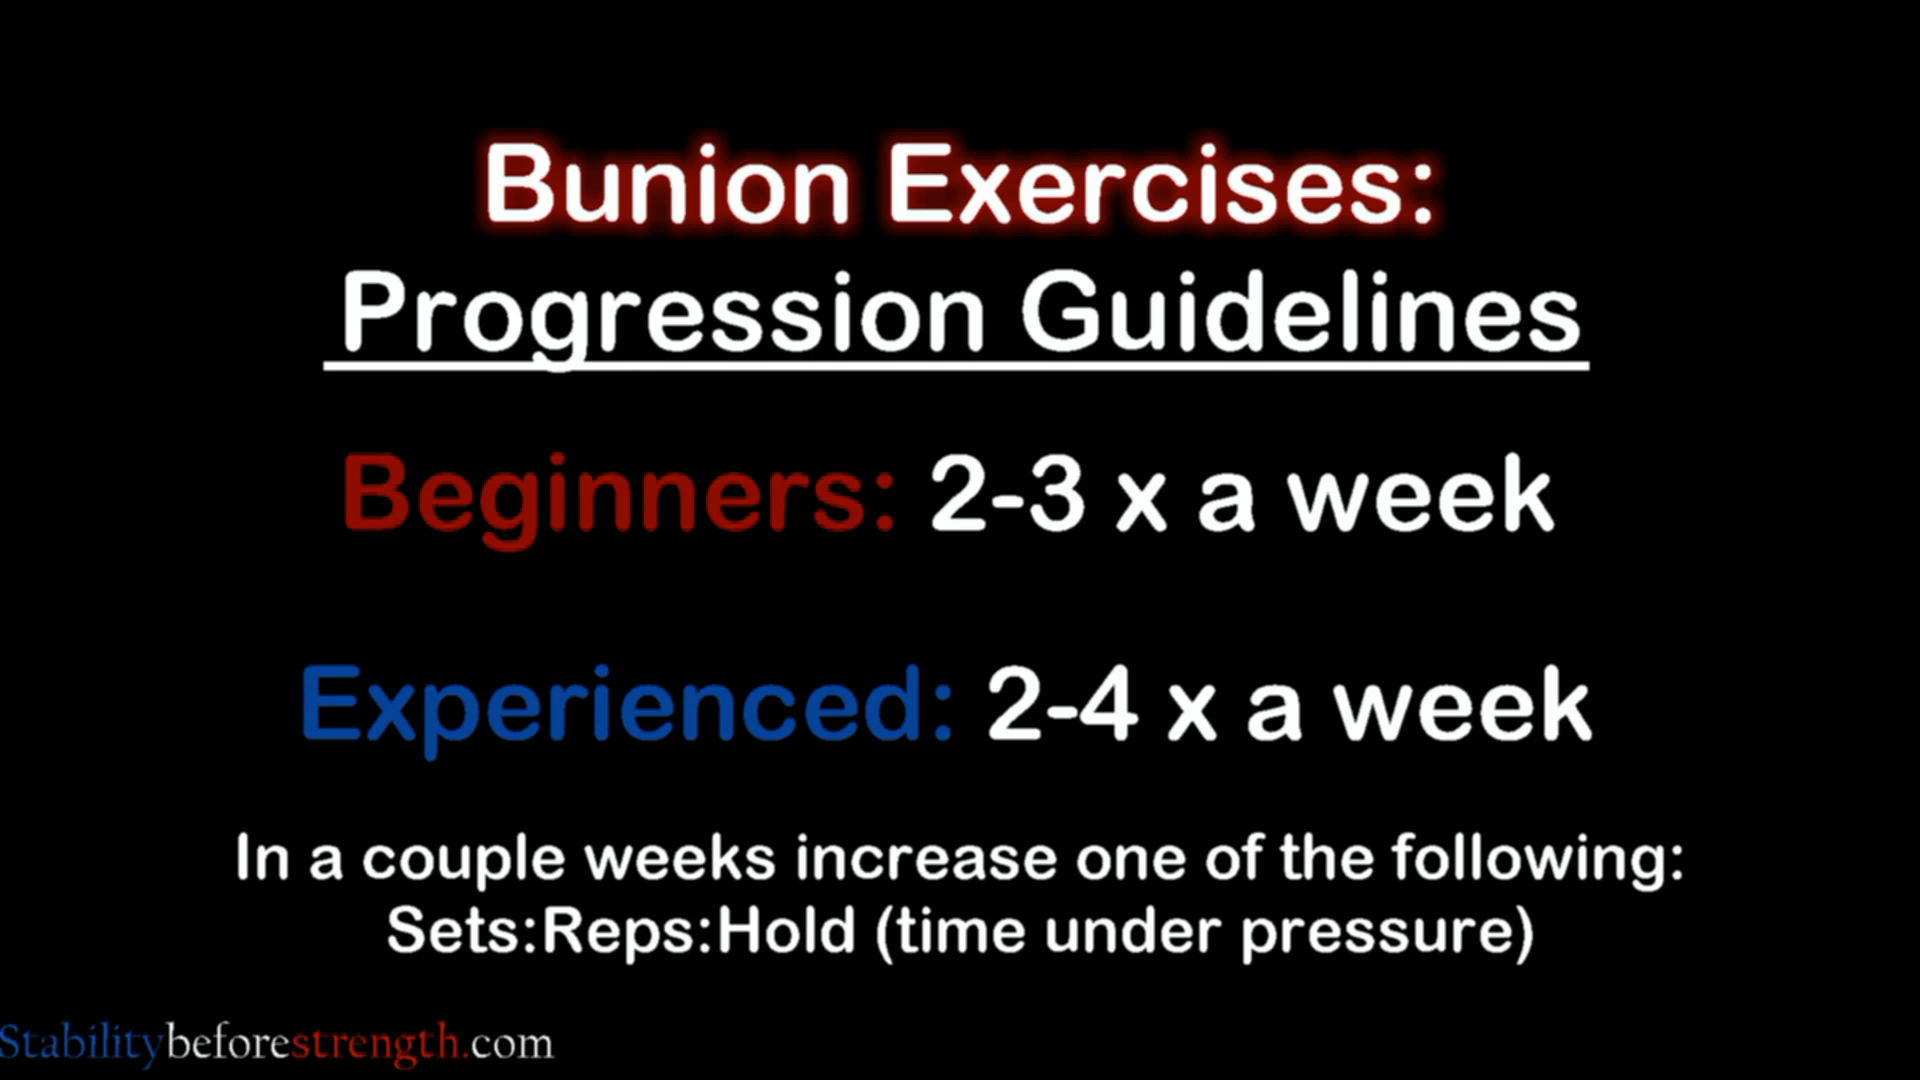 Bunion Exercises:
Progression Guidelines
Beginners: 2-3 x a week
Experienced: 2-4 x a week
In a couple weeks increase one of the following:
Sets:Reps:Hold (time under pressure)
Stabilitybeforestrength.com